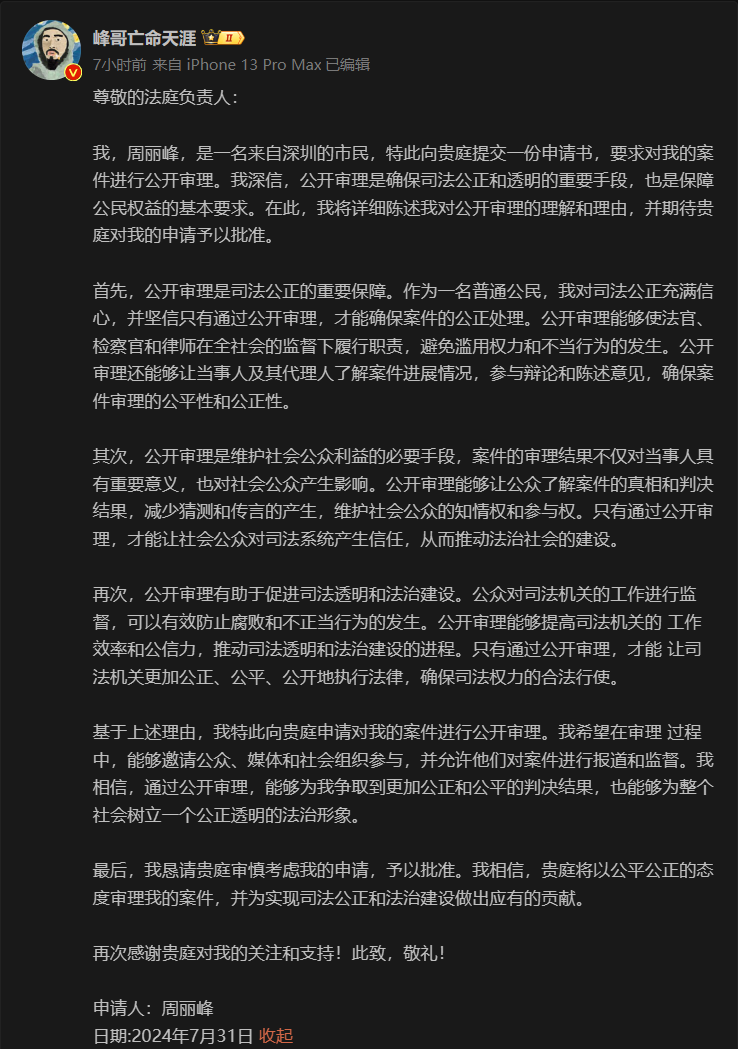 峰哥亡命天涯 II
7小时前 来自 iPhone 13 Pro Max 已编辑
尊敬的法庭负责人：
我，周丽峰，是一名来自深圳的市民，特此向贵庭提交一份申请书，要求对我的案
件进行公开审理。我深信，公开审理是确保司法公正和透明的重要手段，也是保障
公民权益的基本要求。在此，我将详细陈述我对公开审理的理解和理由，并期待贵
庭对我的申请予以批准。
首先，公开审理是司法公正的重要保障。作为一名普通公民，我对司法公正充满信
心，并坚信只有通过公开审理，才能确保案件的公正处理。公开审理能够使法官、
检察官和律师在全社会的监督下履行职责，避免滥用权力和不当行为的发生。公开
审理还能够让当事人及其代理人了解案件进展情况，参与辩论和陈述意见，确保案
件审理的公平性和公正性。
其次，公开审理是维护社会公众利益的必要手段，案件的审理结果不仅对当事人具
有重要意义，也对社会公众产生影响。公开审理能够让公众了解案件的真相和判决
结果，减少猜测和传言的产生，维护社会公众的知情权和参与权。只有通过公开审
理，才能让社会公众对司法系统产生信任，从而推动法治社会的建设。
再次，公开审理有助于促进司法透明和法治建设。公众对司法机关的工作进行监
督，可以有效防止腐败和不正当行为的发生。公开审理能够提高司法机关的 工作
效率和公信力，推动司法透明和法治建设的进程。只有通过公开审理，才能 让司
法机关更加公正、公平、公开地执行法律，确保司法权力的合法行使。
基于上述理由，我特此向贵庭申请对我的案件进行公开审理。我希望在审理 过程
中，能够邀请公众、媒体和社会组织参与，并允许他们对案件进行报道和监督。我
相信，通过公开审理，能够为我争取到更加公正和公平的判决结果，也能够为整个
社会树立一个公正透明的法治形象。
最后，我恳请贵庭审慎考虑我的申请，予以批准。我相信，贵庭将以公平公正的态
度审理我的案件，并为实现司法公正和法治建设做出应有的贡献。
再次感谢贵庭对我的关注和支持！此致，敬礼！
申请人：周丽峰
日期:2024年7月31日 收起